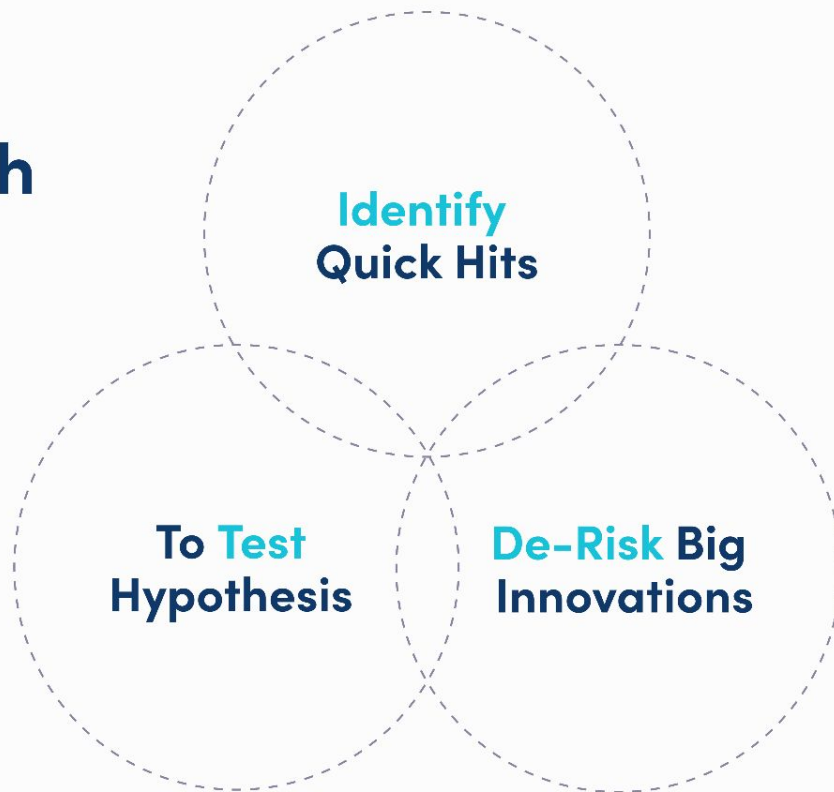 h
Identify
Quick Hits
To Test
Hypothesis
De-Risk Big
Innovations